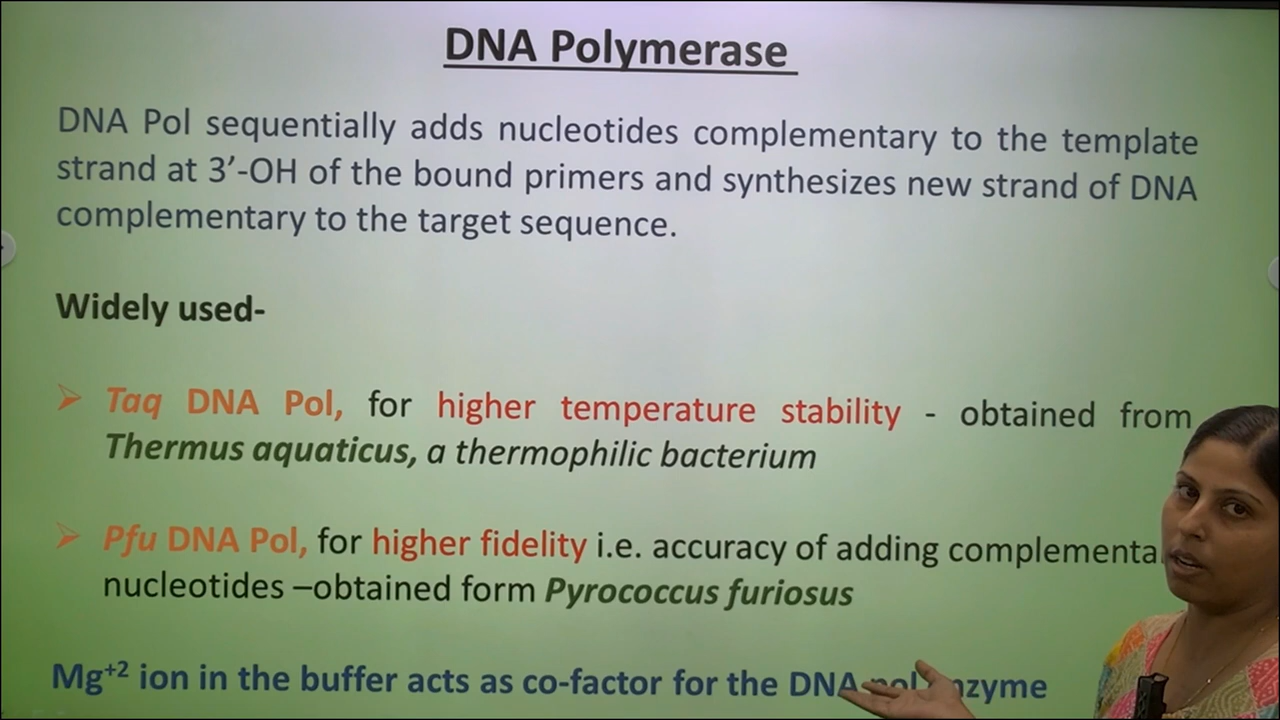 DNA Polymerase
DNA Pol sequentially adds nucleotides complementary to the template
strand at 3’-OH of the bound primers and synthesizes new strand of DNA
complementary to the target sequence.
Widely used-
Taq DNA Pol, for higher temperature stability - obtained from
Thermus aquaticus, a thermophilic bacterium
Pfu DNA Pol, for higher fidelity i.e. accuracy of adding
nucleotides –obtained form Pyrococcus furiosus
Mg+2 ion in the buffer acts as co-factor for the DNA